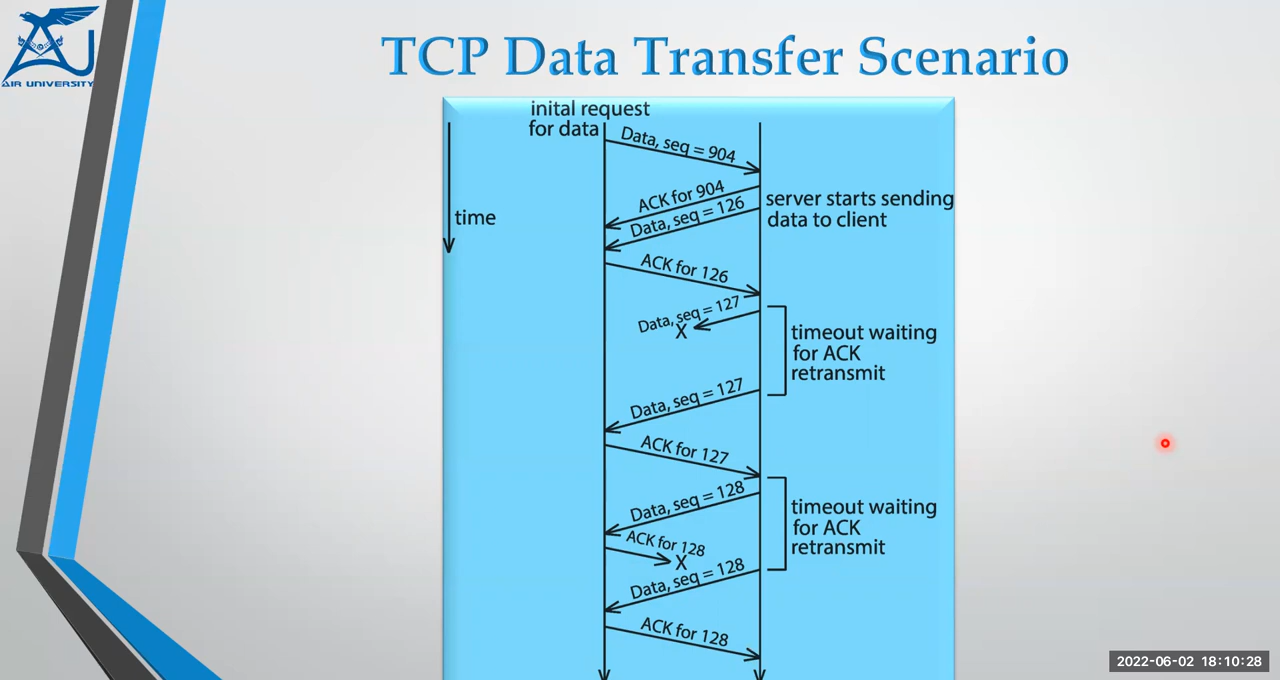 AIR UNIVERSITY
TCP Data Transfer Scenario
inital request
for data
Data, seq = 904
ACK for 904
server starts sending
data to client
Data, seq = 126
time
ACK for 126
Data, seq = 127
X
timeout waiting
for ACK
retransmit
Data, seq = 127
ACK for 127
Data, seq = 128
timeout waiting
for ACK
retransmit
ACK for 128
X
Data, seq = 128
ACK for 128
2022-06-02 18:10:28